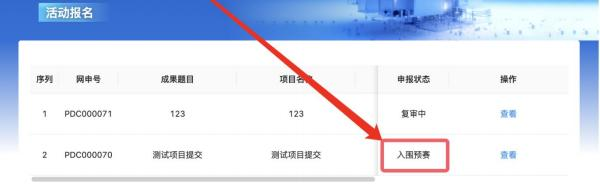 活动报名
序列 网申号 成果题目 项目名称 申报状态 操作
1 PDC000071 123 123 复审中 查看
2 PDC000070 测试项目提交 测试项目提交 入围预赛 查看